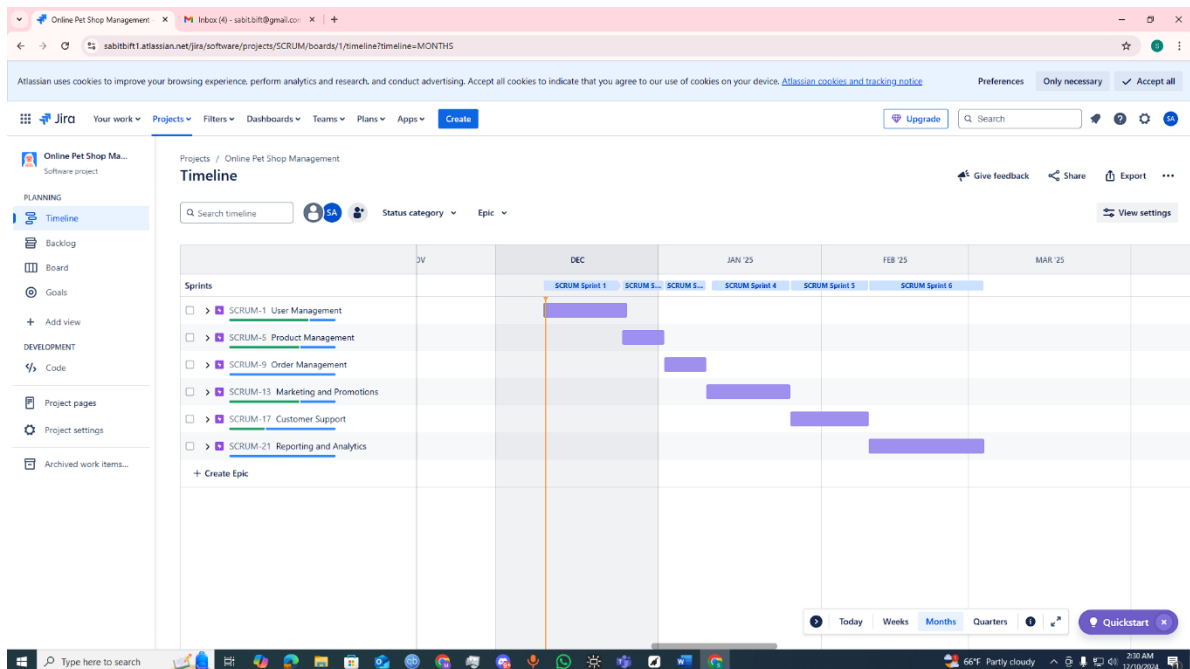 Online Pet Shop Management -
Inbox (4) - sabit.bift@gmail.com
sabitbift1.atlassian.net/jira/software/projects/SCRUM/boards/1/timeline?timeline=MONTHS
S
Atlassian uses cookies to improve your browsing experience, perform analytics and research, and conduct advertising. Accept all cookies to indicate that you agree to our use of cookies on your device. Atlassian cookies and tracking notice
Preferences
Only necessary
Accept all
Jira
Your work
Projects
Filters
Dashboards
Teams
Plans
Apps
Create
Upgrade
Search
SA
Online Pet Shop Ma...
Software project
PLANNING
Timeline
Backlog
Board
Goals
Add view
DEVELOPMENT
Code
Project pages
Project settings
Archived work items...
Projects / Online Pet Shop Management
Timeline
Give feedback
Share
Export
Search timeline
SA
Status category
Epic
View settings
OV
DEC
JAN '25
FEB '25
MAR '25
Sprints
SCRUM Sprint 1
SCRUM S...
SCRUM S...
SCRUM Sprint 4
SCRUM Sprint 5
SCRUM Sprint 6
SCRUM-1 User Management
SCRUM-5 Product Management
SCRUM-9 Order Management
SCRUM-13 Marketing and Promotions
SCRUM-17 Customer Support
SCRUM-21 Reporting and Analytics
+ Create Epic
Today
Weeks
Months
Quarters
Quickstart
Type here to search
66°F Partly cloudy
2:30 AM
12/10/2024